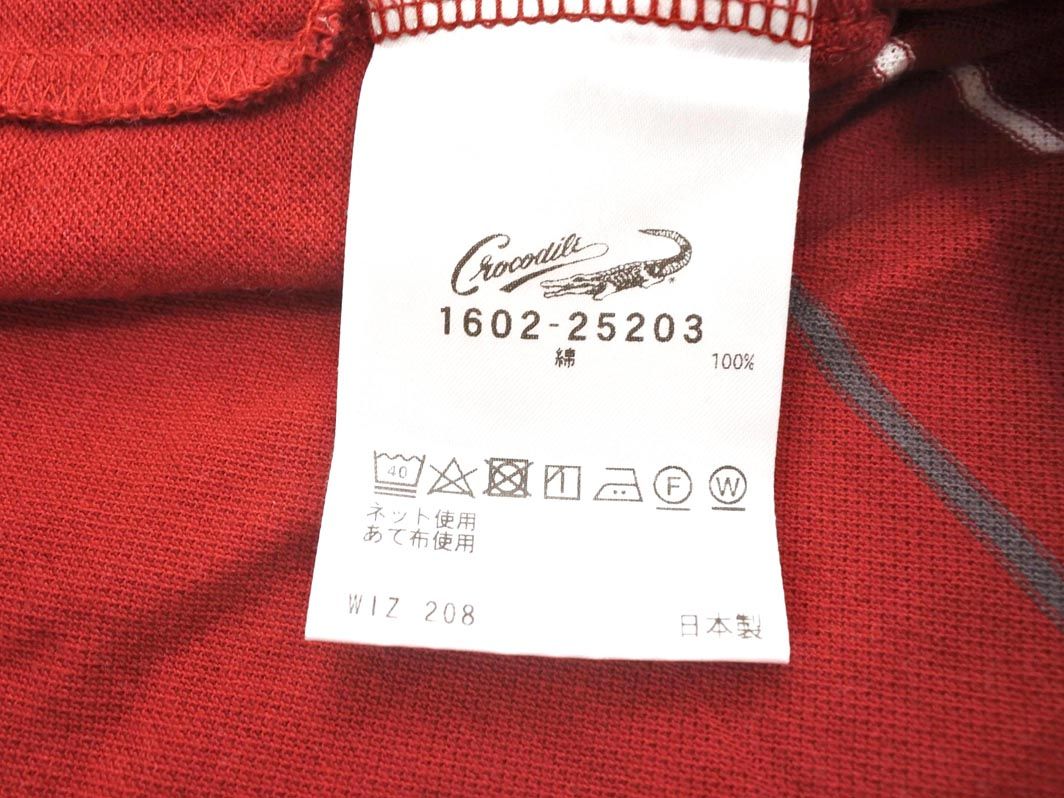 Crocodile
1602-25203
綿 100%
40 F W
ネット使用
あて布使用
WIZ 208 日本製